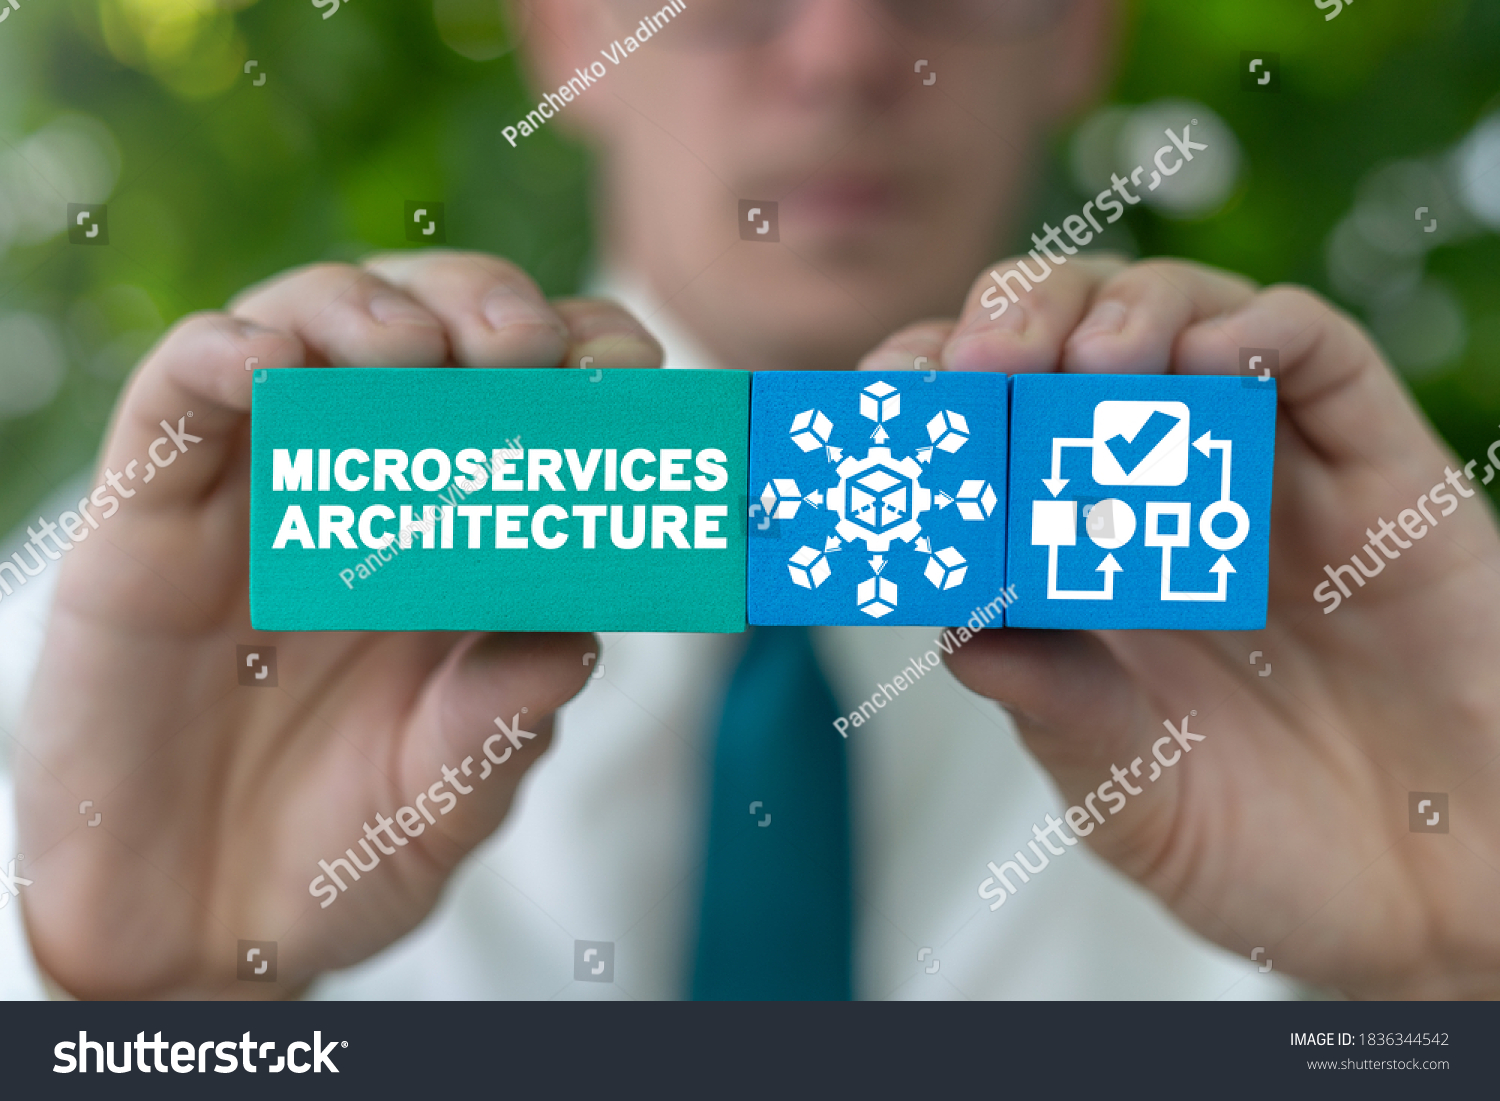 Panchenko Vladimir
shutterstock
MICROSERVICES
ARCHITECTURE
Panchenko Vladimir
shutterstock
shutterstock
Panchenko Vladimir
shutterstock
shutterstock
shutterstock
IMAGE ID: 1836344542
www.shutterstock.com